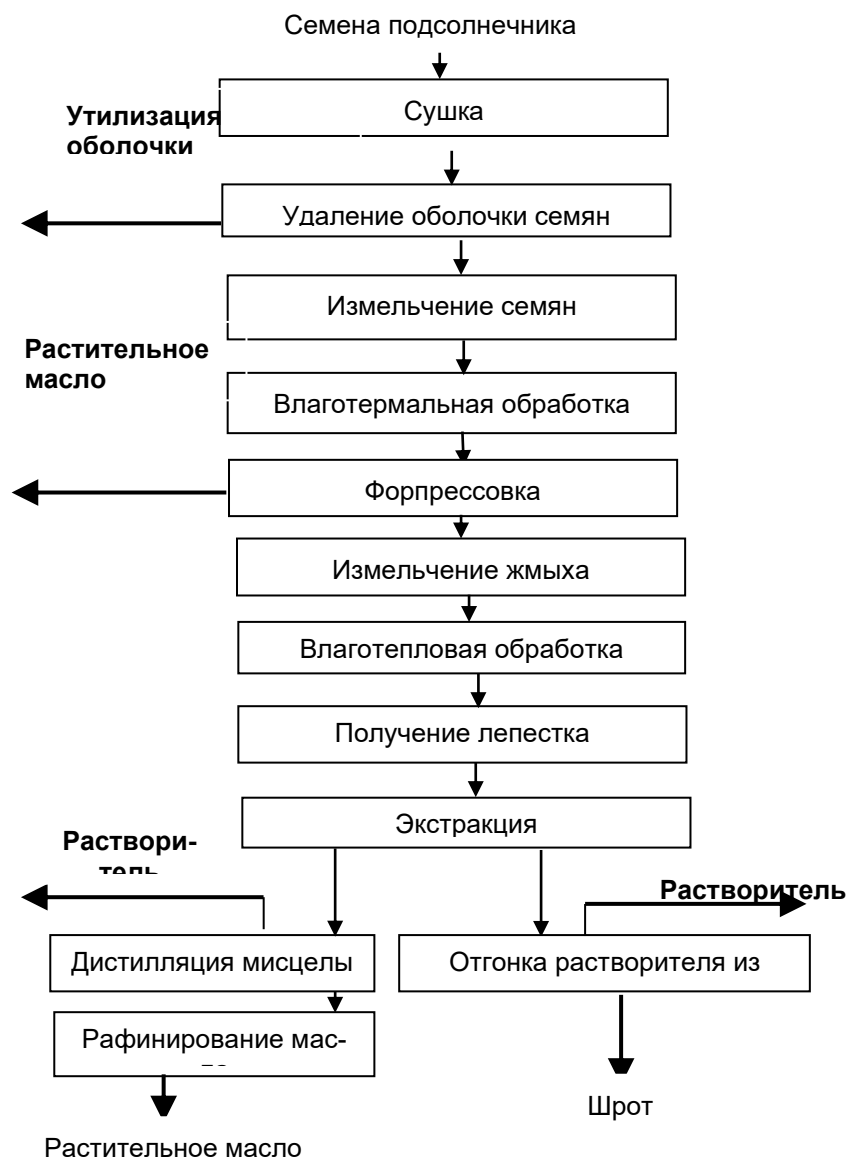 Семена подсолнечника
Сушка
Утилизация
оболочки
Удаление оболочки семян
Измельчение семян
Растительное
масло
Влаготермальная обработка
Форпрессовка
Измельчение жмыха
Влаготепловая обработка
Получение лепестка
Экстракция
Раствори-
тель
Растворитель
Дистилляция мисцелы
Отгонка растворителя из
Рафинирование мас-
Шрот
Растительное масло